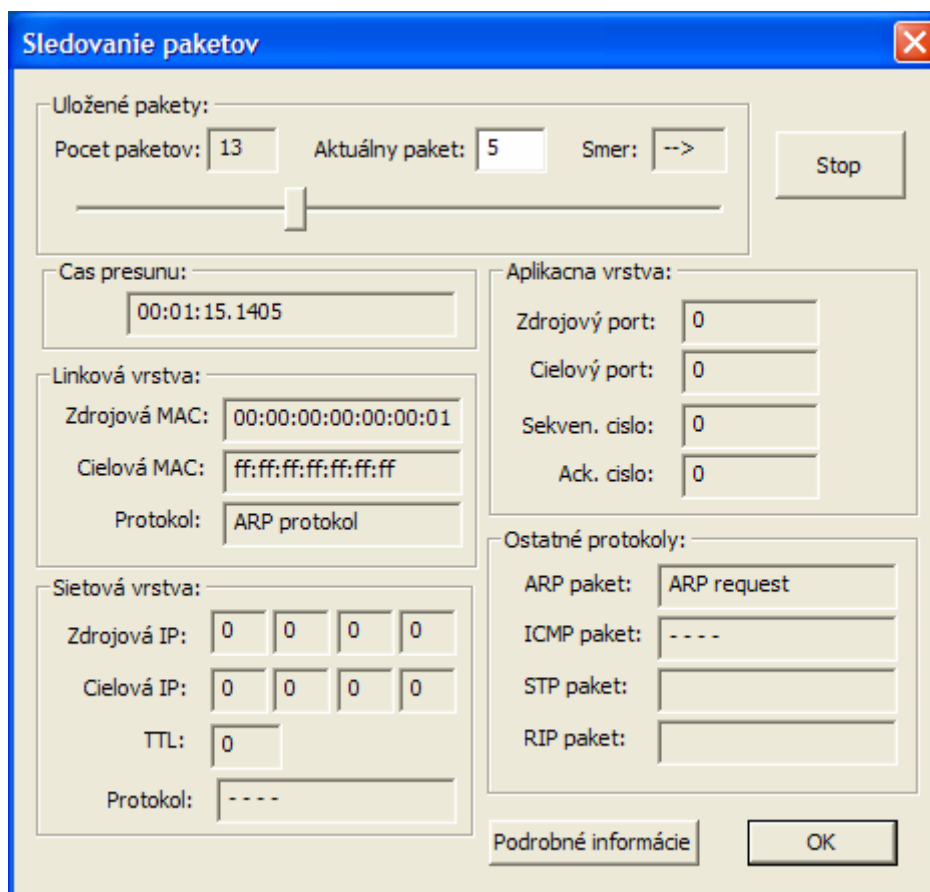 Sledovanie paketov
Uložené pakety:
Pocet paketov: 13 Aktuálny paket: 5 Smer: -->
Stop
Cas presunu:
00:01:15.1405
Linková vrstva:
Zdrojová MAC: 00:00:00:00:00:00:01
Cielová MAC: ff:ff:ff:ff:ff:ff:ff
Protokol: ARP protokol
Sietová vrstva:
Zdrojová IP: 0 0 0 0
Cielová IP: 0 0 0 0
TTL: 0
Protokol: - - - -
Aplikacna vrstva:
Zdrojový port: 0
Cielový port: 0
Sekven. cislo: 0
Ack. cislo: 0
Ostatné protokoly:
ARP paket: ARP request
ICMP paket: - - - -
STP paket:
RIP paket:
Podrobné informácie OK